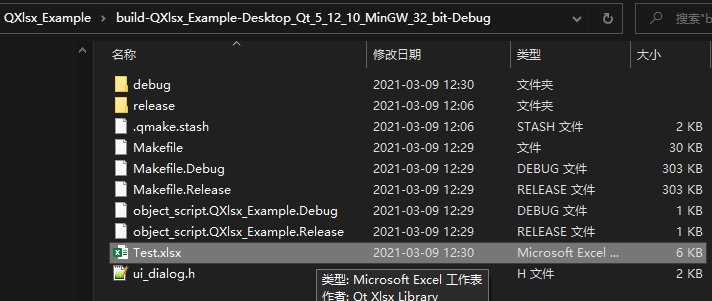 QXlsx_Example › build-QXlsx_Example-Desktop_Qt_5_12_10_MinGW_32_bit-Debug 搜索"b
名称 修改日期 类型 大小
debug 2021-03-09 12:30 文件夹
release 2021-03-09 12:06 文件夹
.qmake.stash 2021-03-09 12:06 STASH 文件 2 KB
Makefile 2021-03-09 12:29 文件 30 KB
Makefile.Debug 2021-03-09 12:29 DEBUG 文件 303 KB
Makefile.Release 2021-03-09 12:29 RELEASE 文件 303 KB
object_script.QXlsx_Example.Debug 2021-03-09 12:29 DEBUG 文件 1 KB
object_script.QXlsx_Example.Release 2021-03-09 12:29 RELEASE 文件 1 KB
Test.xlsx 2021-03-09 12:30 Microsoft Excel ... 6 KB
ui_dialog.h H 文件 2 KB
类型: Microsoft Excel 工作表
作者: Qt Xlsx Library